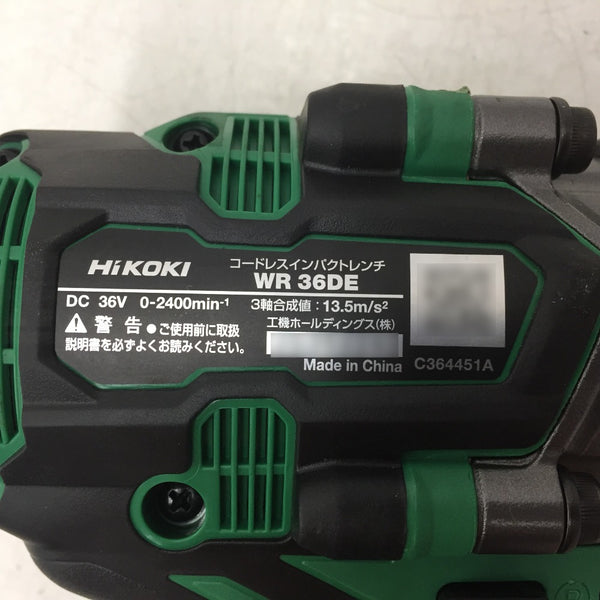 HiKOKI
コードレスインパクトレンチ
WR 36DE
DC 36V 0-2400min-1
3軸合成値：13.5m/s2
警告 ●ご使用前に取扱
説明書を必ずよくお読みください。
工機ホールディングス(株)
Made in China
C364451A